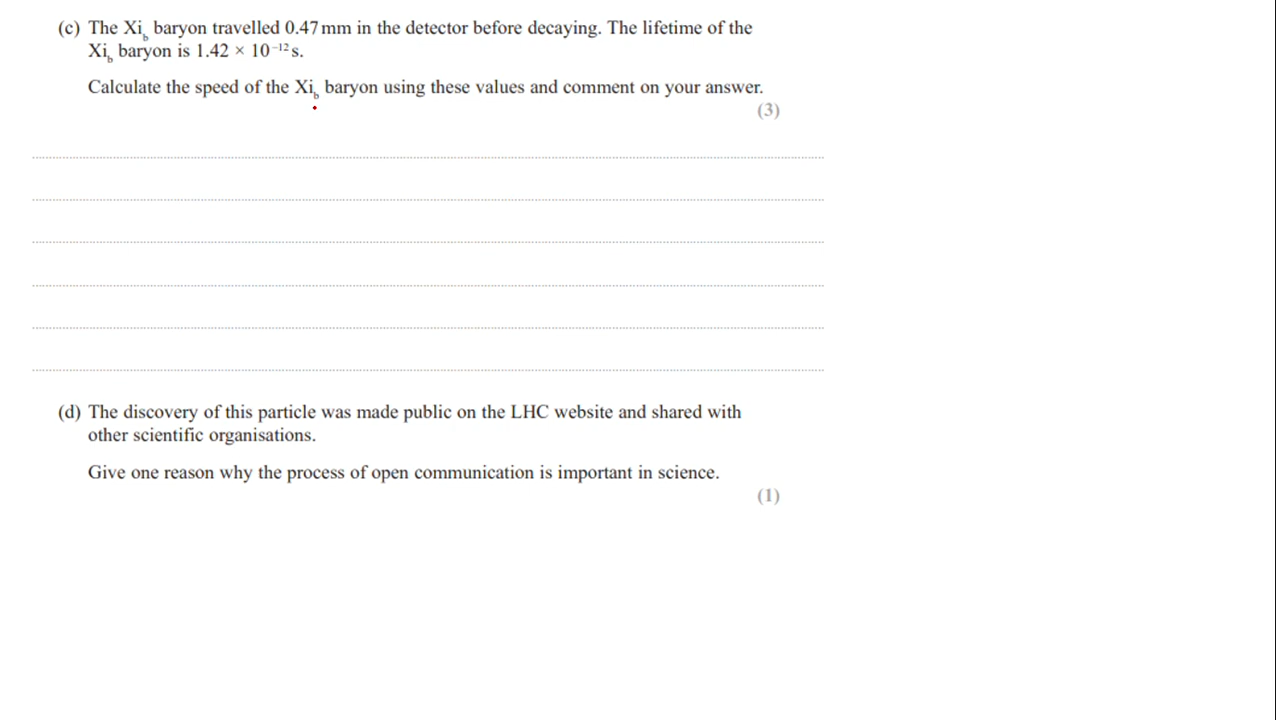 (c) The Xi_b baryon travelled 0.47 mm in the detector before decaying. The lifetime of the
Xi_b baryon is 1.42 × 10⁻¹² s.
Calculate the speed of the Xi_b baryon using these values and comment on your answer.
(3)
(d) The discovery of this particle was made public on the LHC website and shared with
other scientific organisations.
Give one reason why the process of open communication is important in science.
(1)